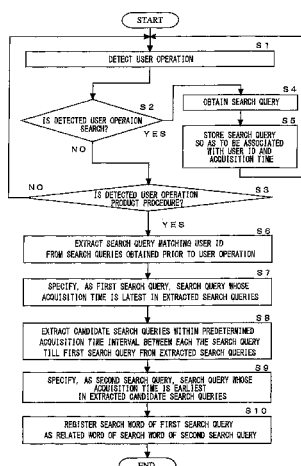 START
S1
DETECT USER OPERATION
S2
IS DETECTED USER OPERAION
SEARCH?
YES
NO
S4
OBTAIN SEARCH QUERY
S5
STORE SEARCH QUERY
SO AS TO BE ASSOCIATED
WITH USER ID AND
ACQUISITION TIME
S3
NO
IS DETECTED USER OPERATION
PRODUCT PROCEDURE?
YES
S6
EXTRACT SEARCH QUERY MATCHING USER ID
FROM SEARCH QUERIES OBTAINED PRIOR TO USER OPERATION
S7
SPECIFY, AS FIRST SEARCH QUERY, SEARCH QUERY WHOSE
ACQUISITION TIME IS LATEST IN EXTRACTED SEARCH QUERIES
S8
EXTRACT CANDIDATE SEARCH QUERIES WITHIN PREDETERMINED
ACQUISITION TIME INTERVAL BETWEEN EACH THE SEARCH QUERY
TILL FIRST SEARCH QUERY FROM EXTRACTED SEARCH QUERIES
S9
SPECIFY, AS SECOND SEARCH QUERY, SEARCH QUERY WHOSE
ACQUISITION TIME IS EARLIEST
IN EXTRACTED CANDIDATE SEARCH QUERIES
S10
REGISTER SEARCH WORD OF FIRST SEARCH QUERY
AS RELATED WORD OF SEARCH WORD OF SECOND SEARCH QUERY
END